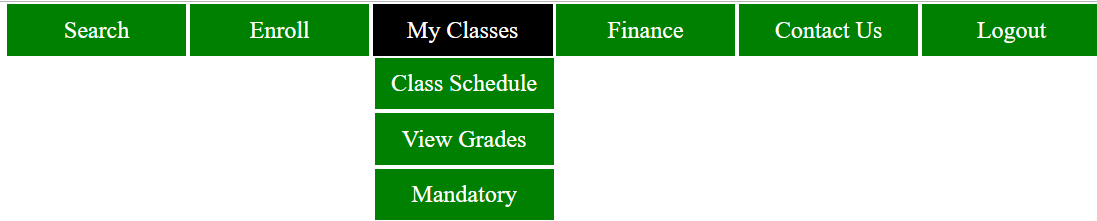 Search Enroll My Classes Finance Contact Us Logout
Class Schedule
View Grades
Mandatory